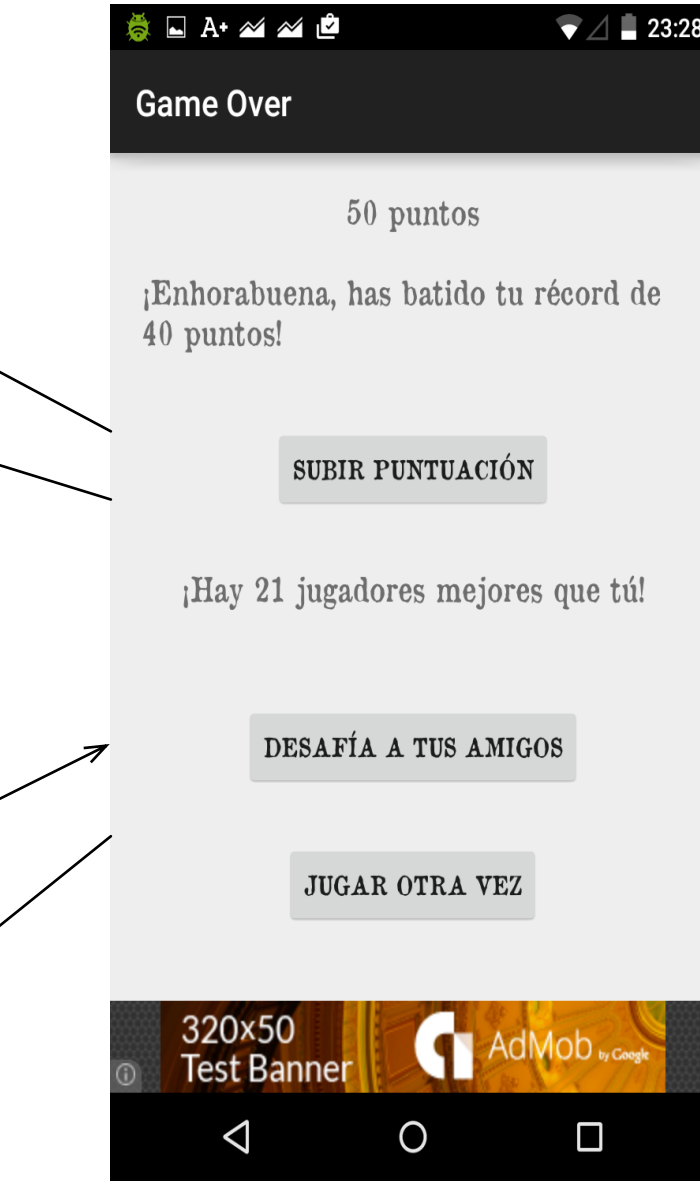 A+ 23:28
Game Over
50 puntos
¡Enhorabuena, has batido tu récord de
40 puntos!
SUBIR PUNTUACIÓN
¡Hay 21 jugadores mejores que tú!
DESAFÍA A TUS AMIGOS
JUGAR OTRA VEZ
320x50
Test Banner
AdMob by Google